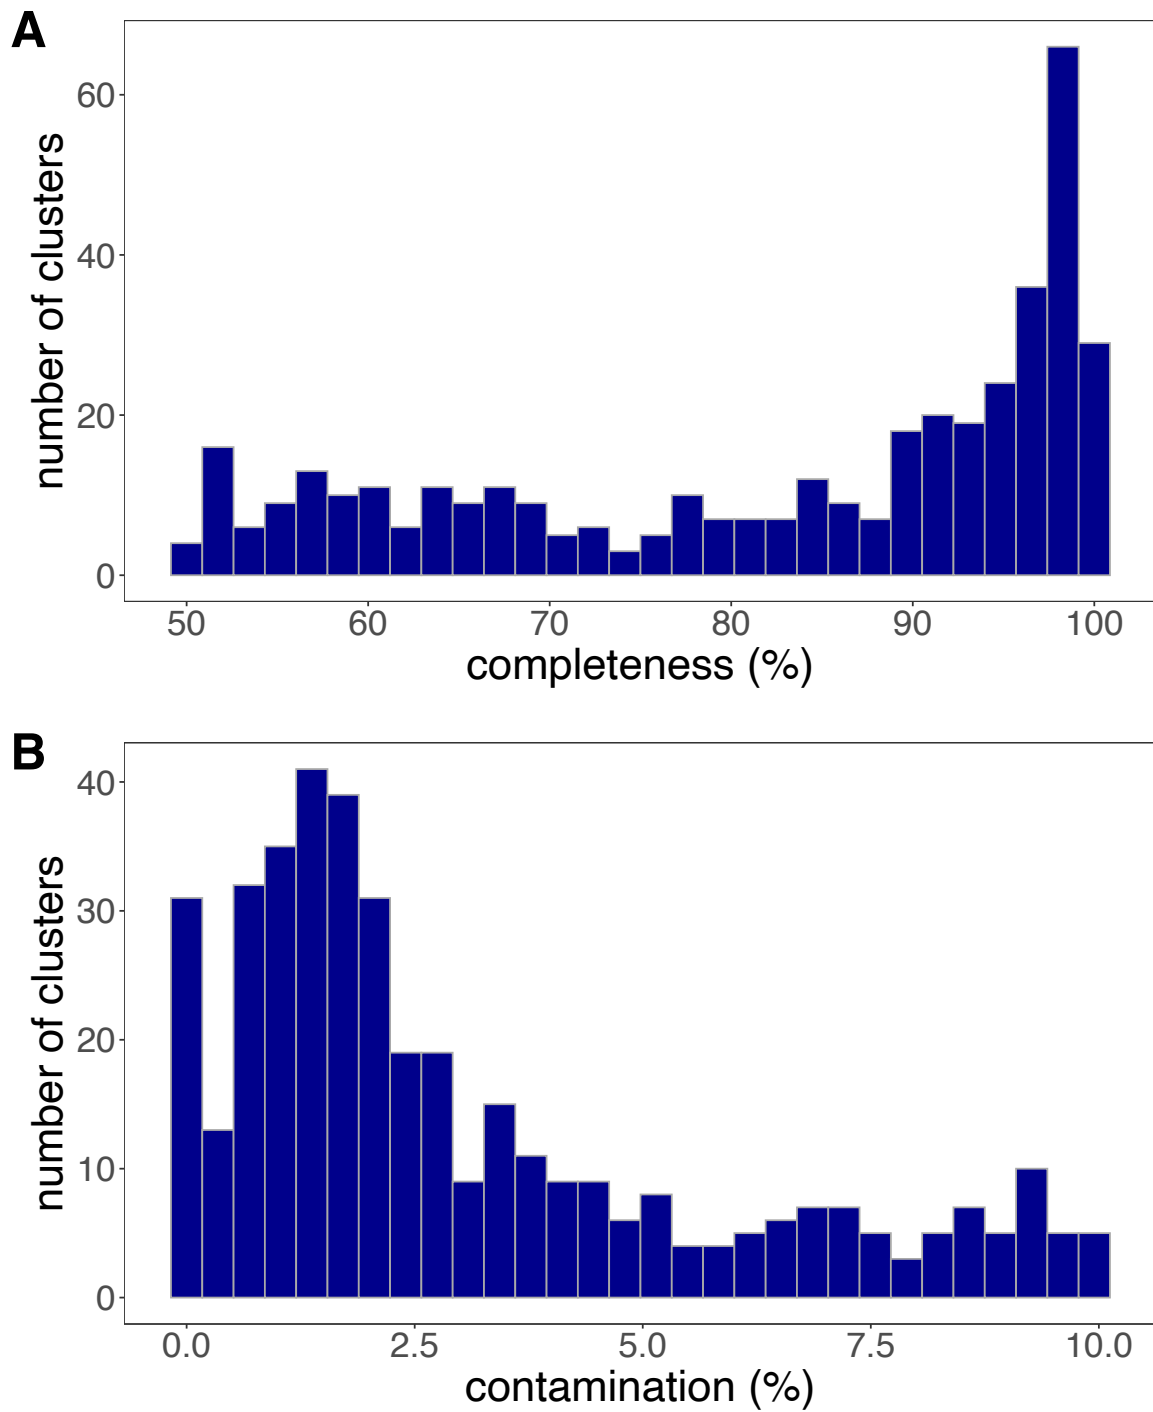 A
60
40
20
0
number of clusters
50 60 70 80 90 100
completeness (%)
B
40
30
20
10
0
number of clusters
0.0 2.5 5.0 7.5 10.0
contamination (%)